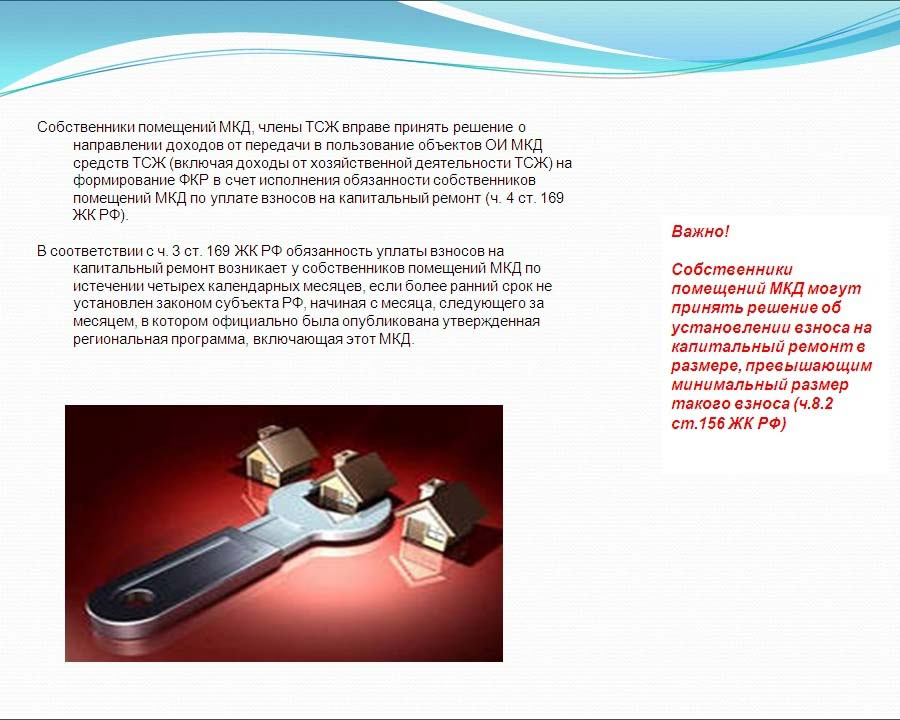 Собственники помещений МКД, члены ТСЖ вправе принять решение о
направлении доходов от передачи в пользование объектов ОИ МКД
средств ТСЖ (включая доходы от хозяйственной деятельности ТСЖ) на
формирование ФКР в счет исполнения обязанности собственников
помещений МКД по уплате взносов на капитальный ремонт (ч. 4 ст. 169
ЖК РФ).
В соответствии с ч. 3 ст. 169 ЖК РФ обязанность уплаты взносов на
капитальный ремонт возникает у собственников помещений МКД по
истечении четырех календарных месяцев, если более ранний срок не
установлен законом субъекта РФ, начиная с месяца, следующего за
месяцем, в котором официально была опубликована утвержденная
региональная программа, включающая этот МКД.
Важно!
Собственники
помещений МКД могут
принять решение об
установлении взноса на
капитальный ремонт в
размере, превышающим
минимальный размер
такого взноса (ч.8.2
ст.156 ЖК РФ)